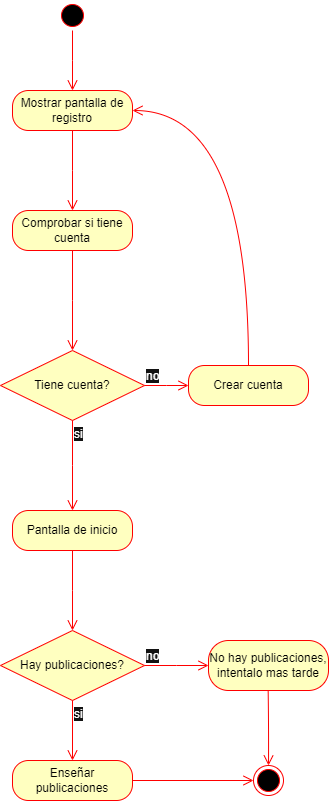 Mostrar pantalla de
registro
Comprobar si tiene
cuenta
Tiene cuenta?
no
Crear cuenta
si
Pantalla de inicio
Hay publicaciones?
no
No hay publicaciones,
intentalo mas tarde
si
Enseñar
publicaciones